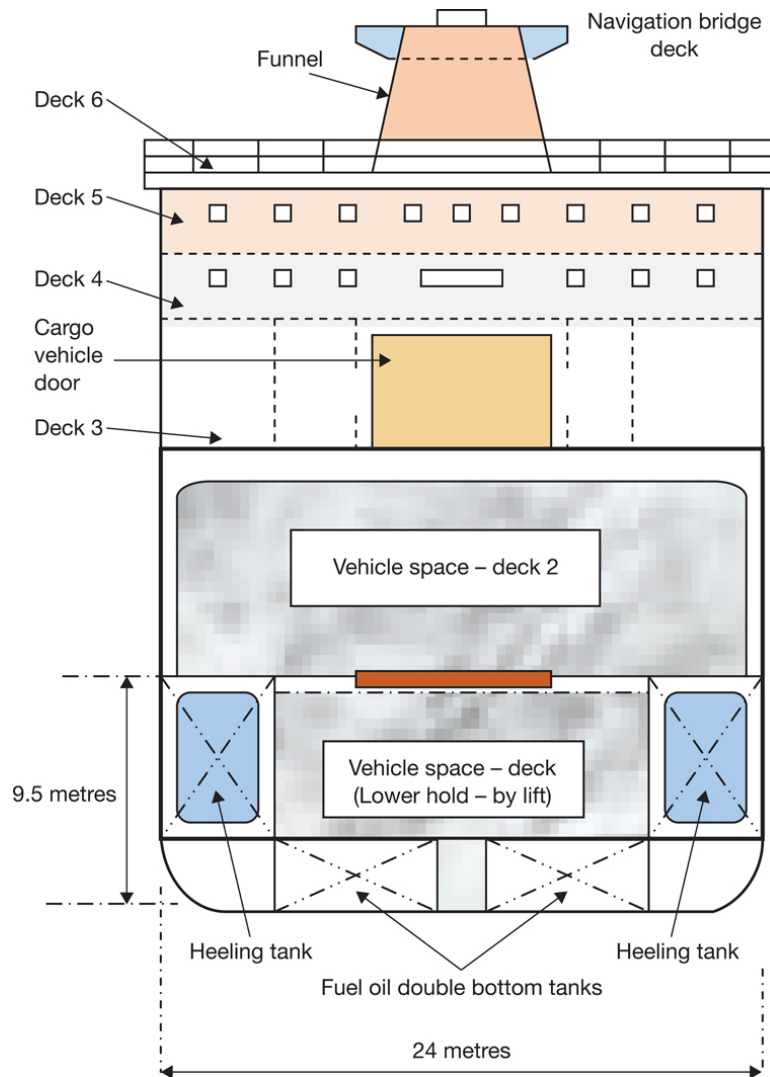 Navigation bridge
deck
Funnel
Deck 6
Deck 5
Deck 4
Cargo
vehicle
door
Deck 3
Vehicle space – deck 2
Vehicle space – deck
(Lower hold – by lift)
9.5 metres
Heeling tank
Heeling tank
Fuel oil double bottom tanks
24 metres